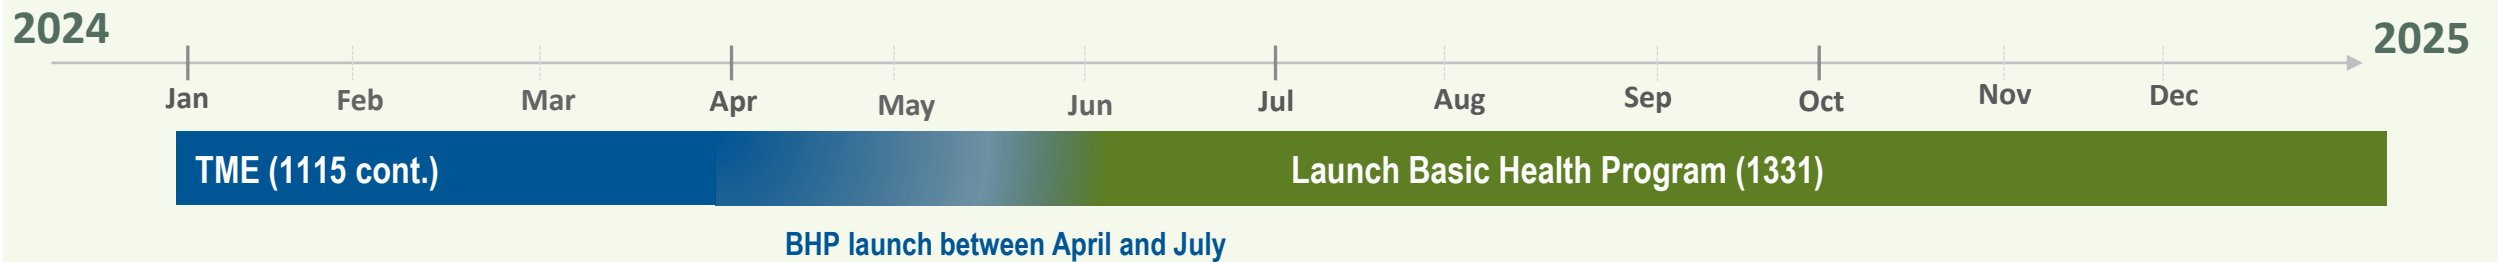 2024
2025
Jan Feb Mar Apr May Jun Jul Aug Sep Oct Nov Dec
TME (1115 cont.)
Launch Basic Health Program (1331)
BHP launch between April and July